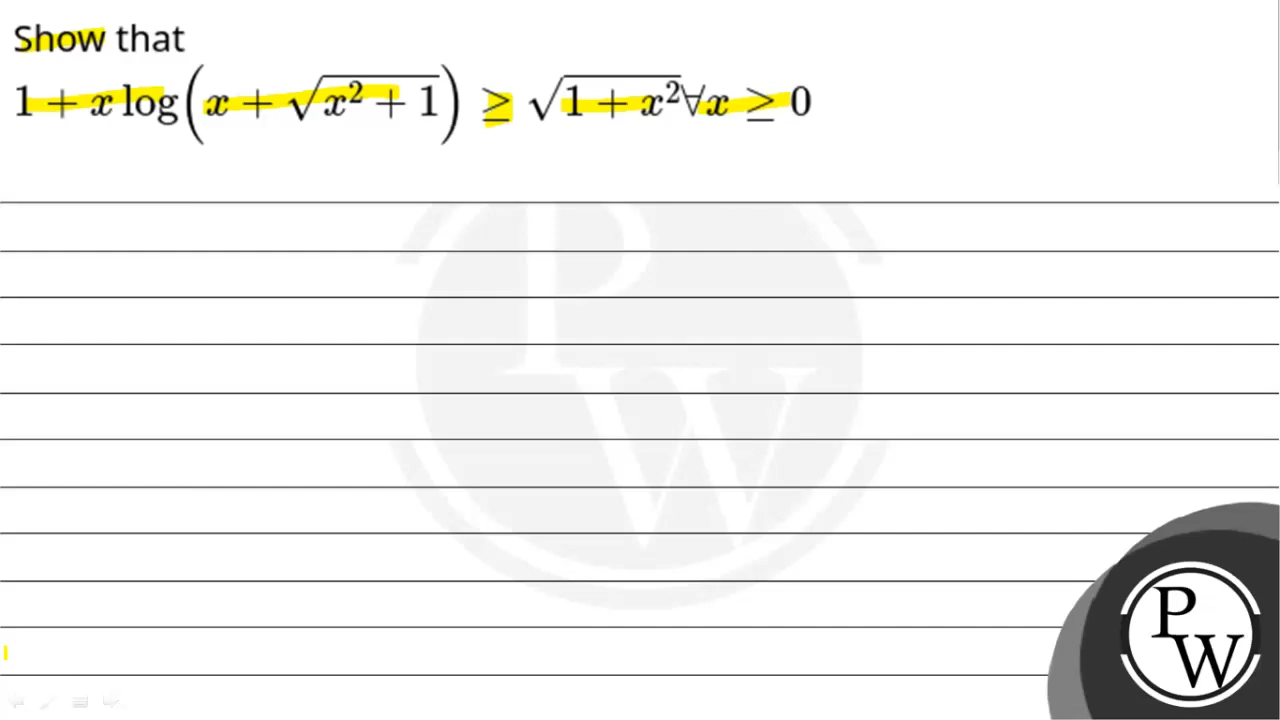 Show that
1 + x log(x + √(x² + 1)) ≥ √(1 + x²)∀x ≥ 0
P
W
P
W